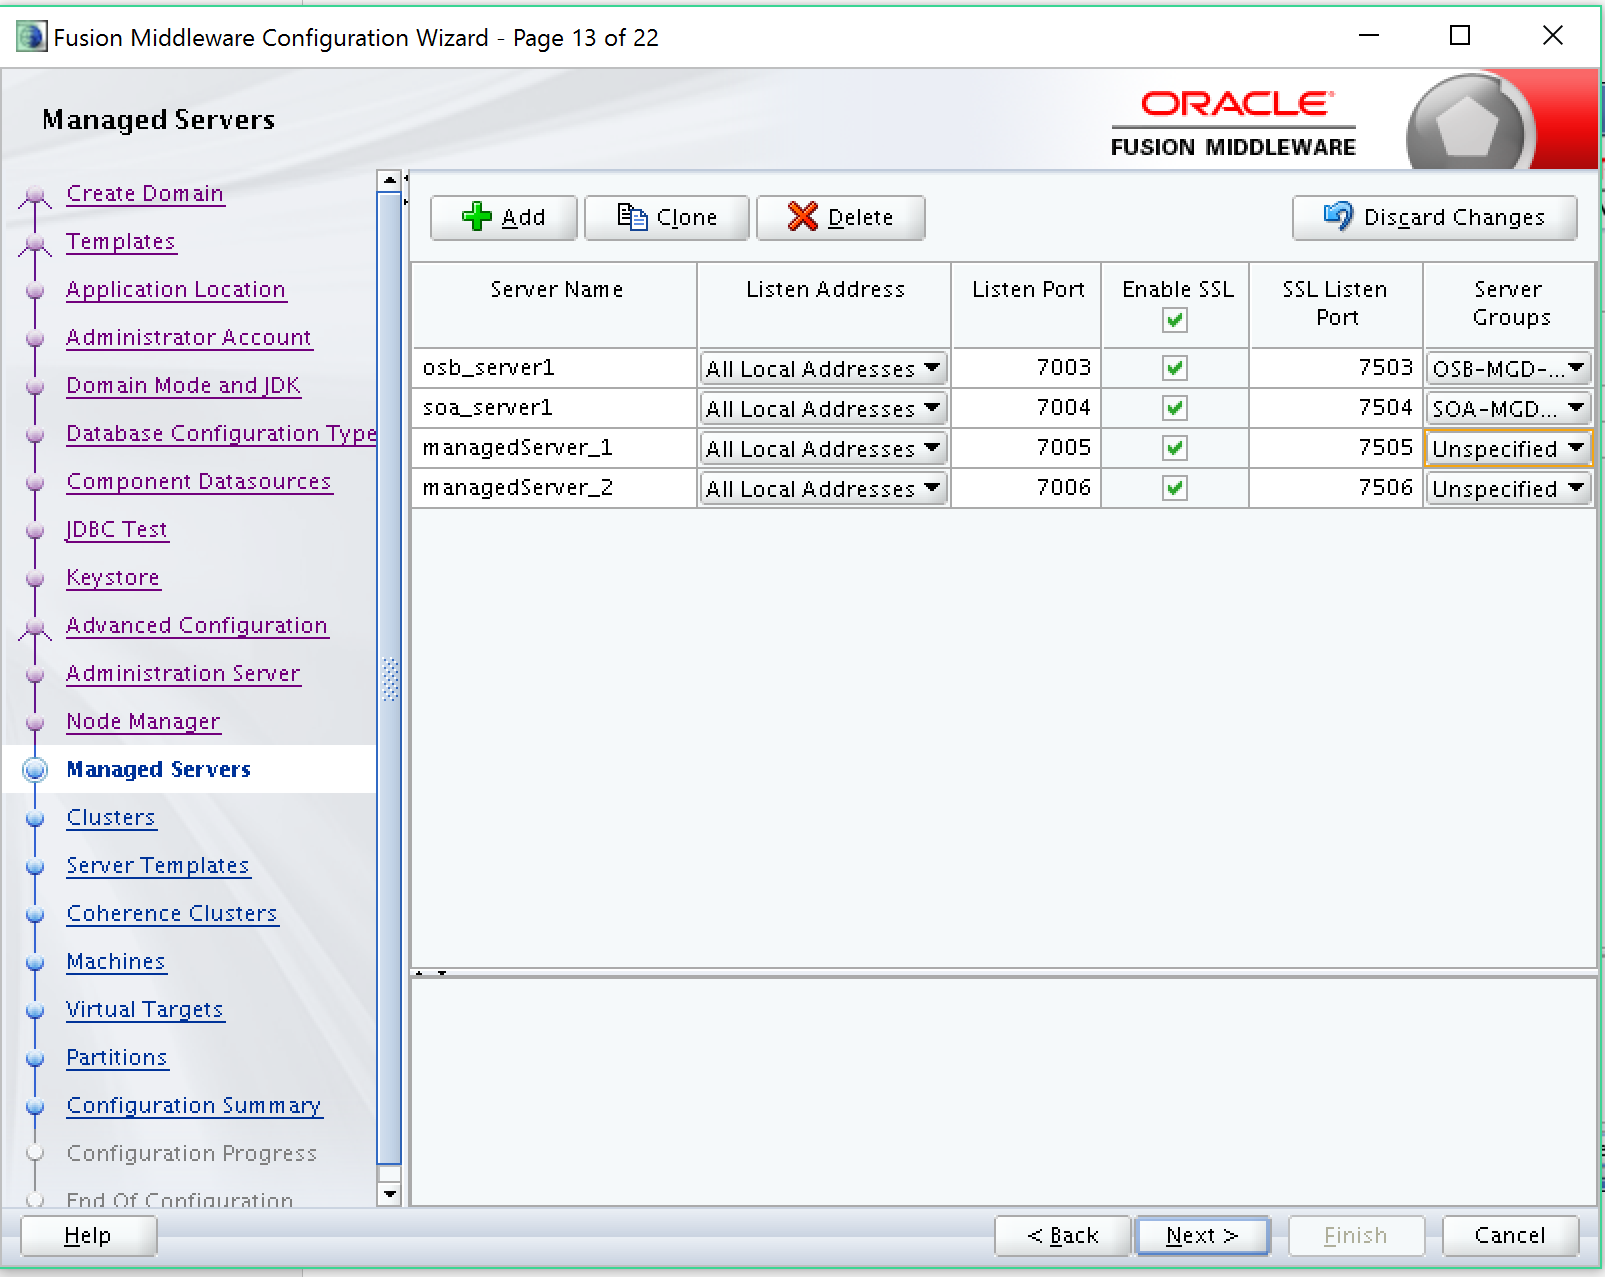 Fusion Middleware Configuration Wizard - Page 13 of 22
Managed Servers
ORACLE
FUSION MIDDLEWARE
Create Domain
Templates
Application Location
Administrator Account
Domain Mode and JDK
Database Configuration Type
Component Datasources
JDBC Test
Keystore
Advanced Configuration
Administration Server
Node Manager
Managed Servers
Clusters
Server Templates
Coherence Clusters
Machines
Virtual Targets
Partitions
Configuration Summary
Configuration Progress
End Of Configuration
Add Clone Delete Discard Changes
Server Name Listen Address Listen Port Enable SSL SSL Listen Port Server Groups
osb_server1 All Local Addresses 7003 7503 OSB-MGD-...
soa_server1 All Local Addresses 7004 7504 SOA-MGD...
managedServer_1 All Local Addresses 7005 7505 Unspecified
managedServer_2 All Local Addresses 7006 7506 Unspecified
Help < Back Next > Finish Cancel